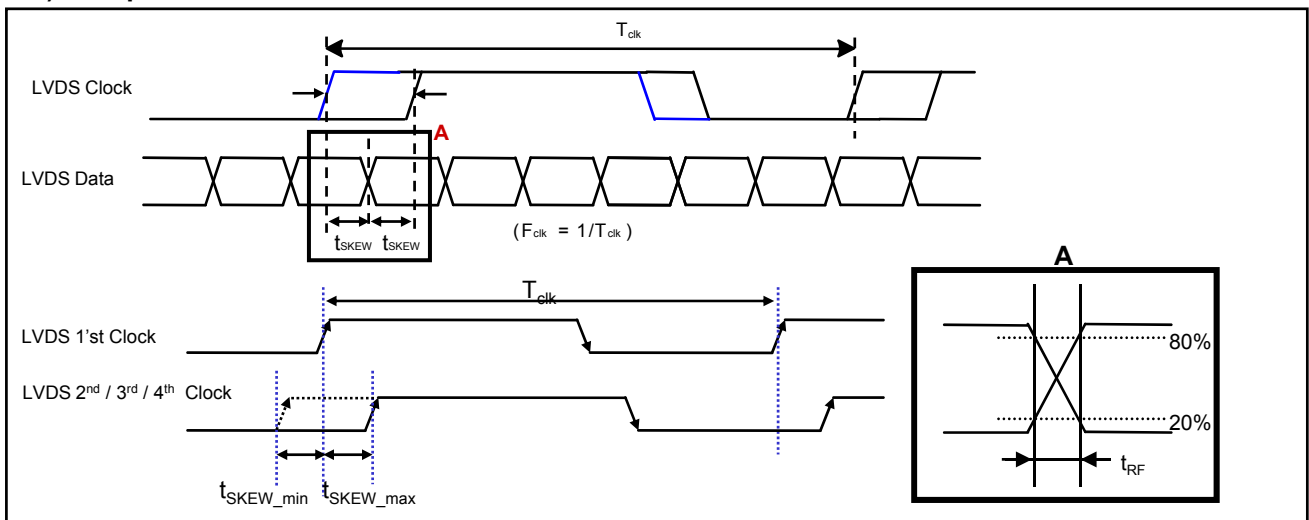 Tclk
LVDS Clock
A
LVDS Data
tSKEW tSKEW
(Fclk = 1/Tclk)
A
Tclk
LVDS 1'st Clock
80%
LVDS 2nd / 3rd / 4th Clock
20%
tRF
tSKEW_min tSKEW_max